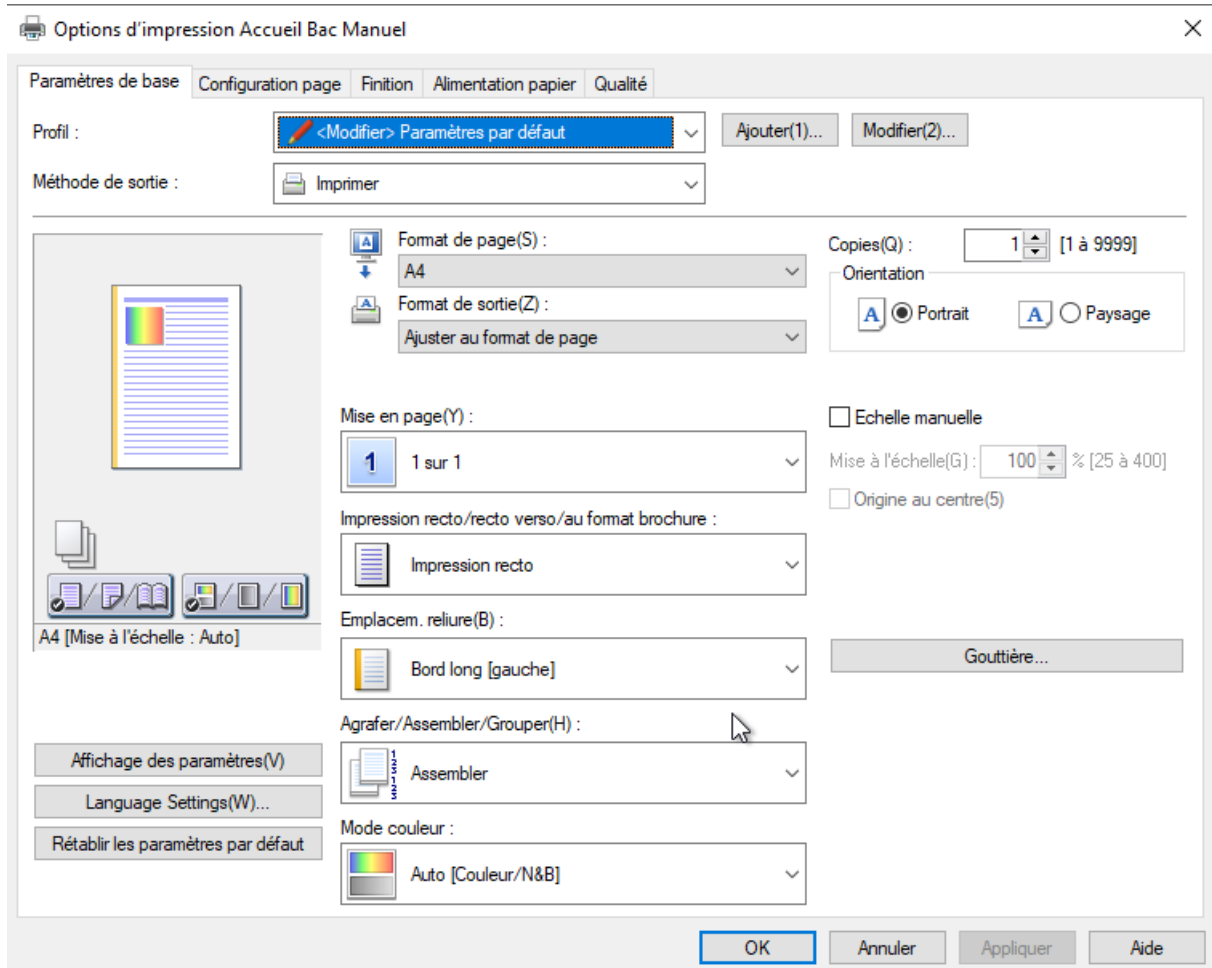 Options d'impression Accueil Bac Manuel
Paramètres de base Configuration page Finition Alimentation papier Qualité
Profil : <Modifier> Paramètres par défaut Ajouter(1)... Modifier(2)...
Méthode de sortie : Imprimer
Format de page(S) :
A4
Format de sortie(Z) :
Ajuster au format de page
Copies(Q) : 1 [1 à 9999]
Orientation
A Portrait A Paysage
Mise en page(Y) :
1 1 sur 1
Echelle manuelle
Mise à l'échelle(G) : 100 % [25 à 400]
Origine au centre(5)
Impression recto/recto verso/au format brochure :
Impression recto
A4 [Mise à l'échelle : Auto]
Emplacem. reliure(B) :
Bord long [gauche]
Gouttière...
Agrafer/Assembler/Grouper(H) :
Assembler
Affichage des paramètres(V)
Language Settings(W)...
Rétablir les paramètres par défaut
Mode couleur :
Auto [Couleur/N&B]
OK Annuler Appliquer Aide